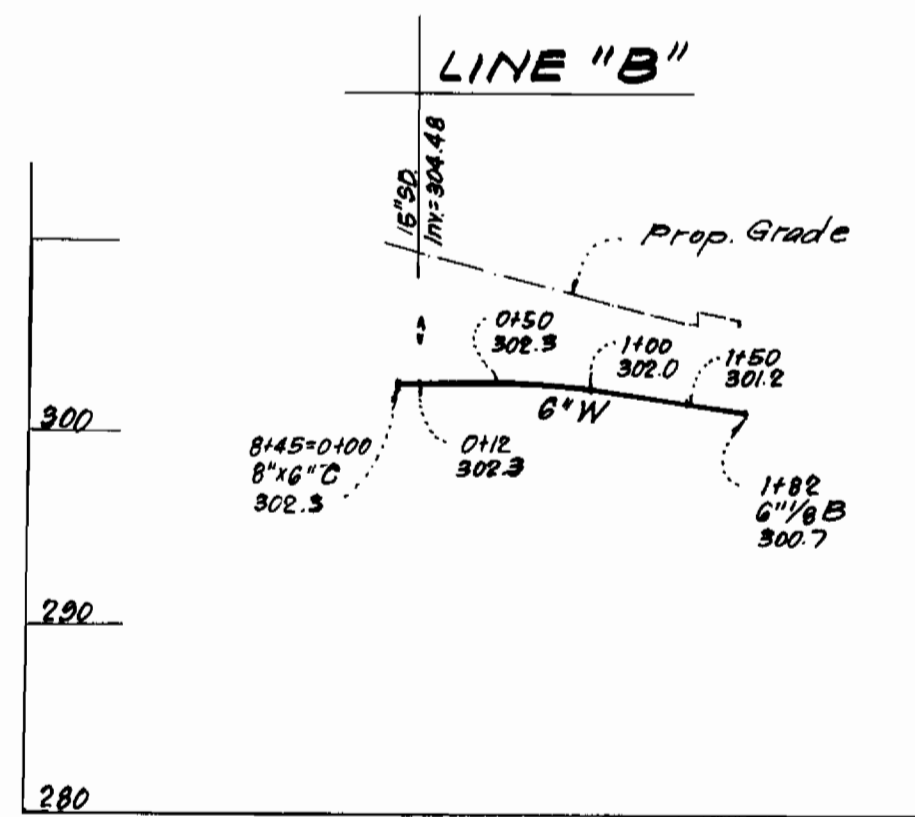 LINE "B"
15"SD
Inv.=304.48
Prop. Grade
0+50
302.3
1+00
302.0
1+50
301.2
6"W
300
8+45=0+00
8"x6"C
302.3
0+12
302.3
1+82
6"1/8B
300.7
290
280